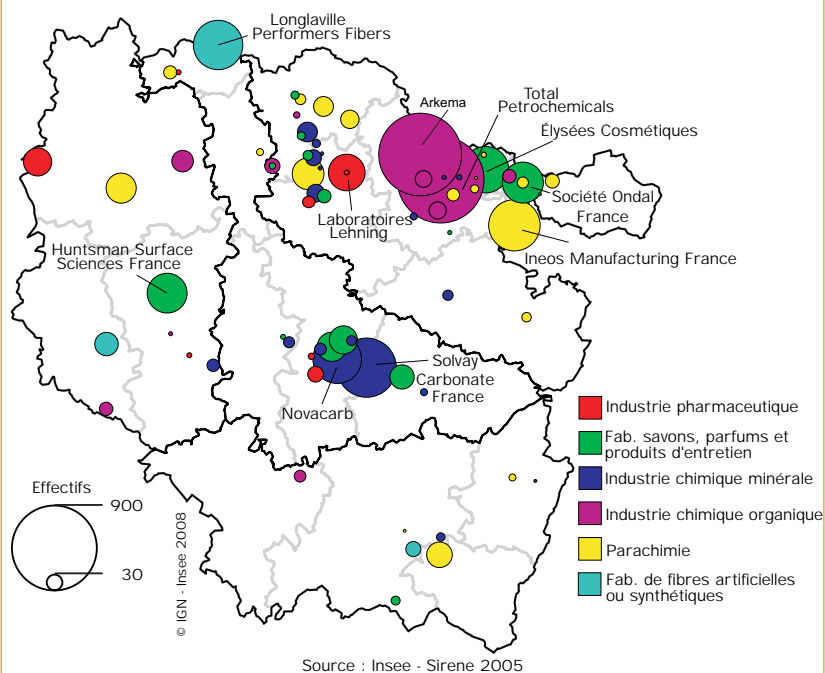 Longlaville
Performers Fibers
Arkema
Total
Petrochemicals
Élysées Cosmétiques
Société Ondal
France
Laboratoires
Lehning
Ineos Manufacturing France
Huntsman Surface
Sciences France
Solvay
Carbonate
France
Novacarb
Industrie pharmaceutique
Fab. savons, parfums et
produits d'entretien
Industrie chimique minérale
Industrie chimique organique
Parachimie
Fab. de fibres artificielles
ou synthétiques
Effectifs
900
30
© IGN - Insee 2008
Source : Insee - Sirene 2005